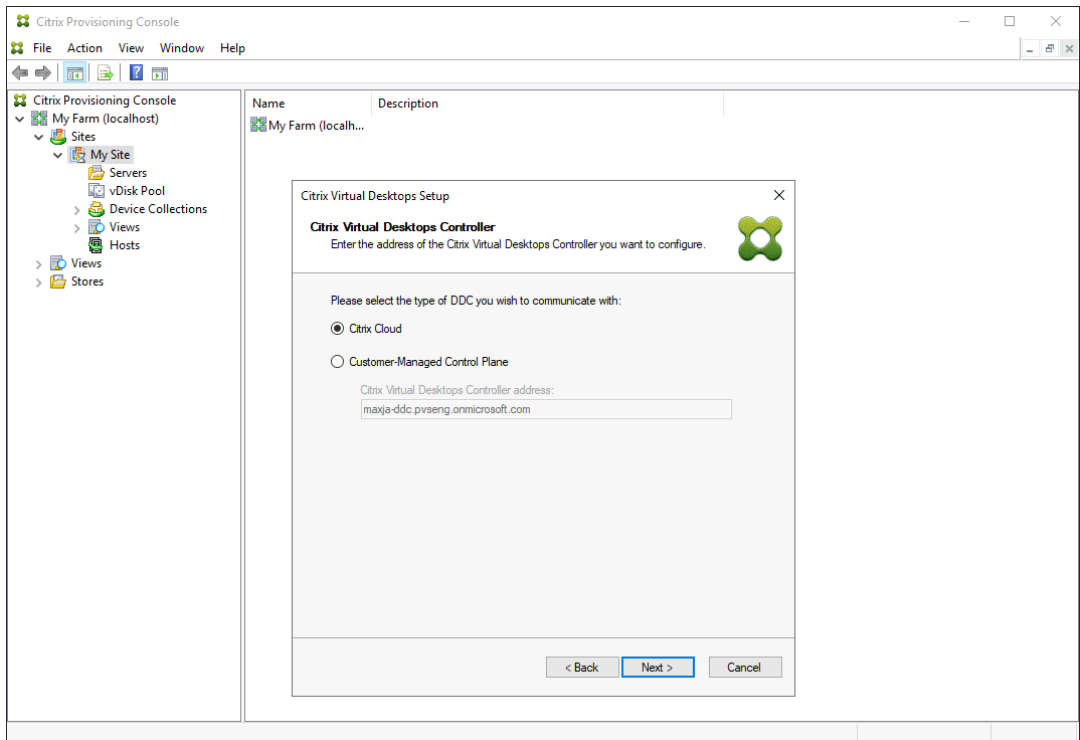 Citrix Provisioning Console
File Action View Window Help
Citrix Provisioning Console
My Farm (localhost)
Sites
My Site
Servers
vDisk Pool
Device Collections
Views
Hosts
Views
Stores
Name Description
My Farm (localh...
Citrix Virtual Desktops Setup
Citrix Virtual Desktops Controller
Enter the address of the Citrix Virtual Desktops Controller you want to configure.
Please select the type of DDC you wish to communicate with:
Citrix Cloud
Customer-Managed Control Plane
Citrix Virtual Desktops Controller address:
maxja-ddc.pvseng.onmicrosoft.com
< Back Next > Cancel